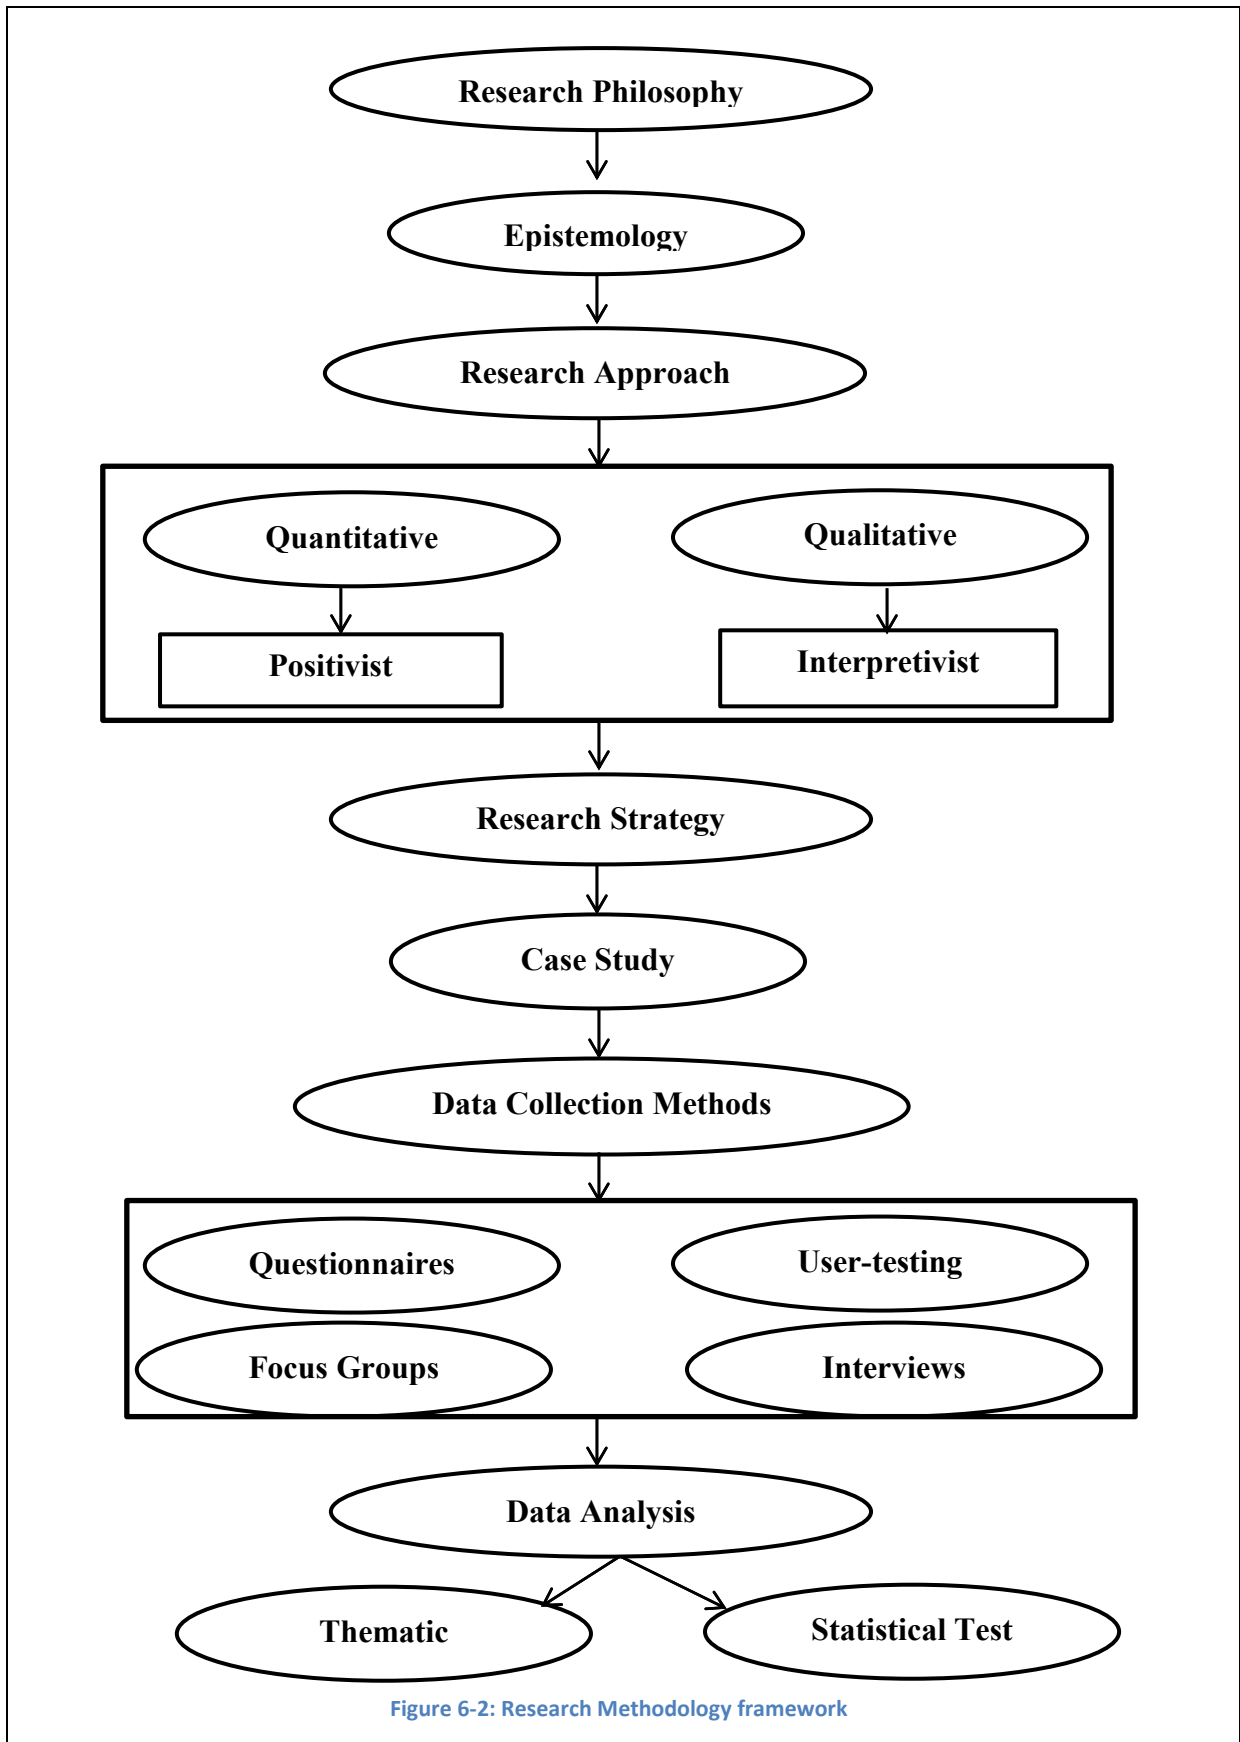 Research Philosophy
Epistemology
Research Approach
Quantitative
Qualitative
Positivist
Interpretivist
Research Strategy
Case Study
Data Collection Methods
Questionnaires
User-testing
Focus Groups
Interviews
Data Analysis
Thematic
Statistical Test
Figure 6-2: Research Methodology framework